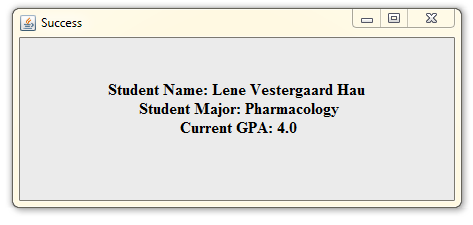 Success
Student Name: Lene Vestergaard Hau
Student Major: Pharmacology
Current GPA: 4.0